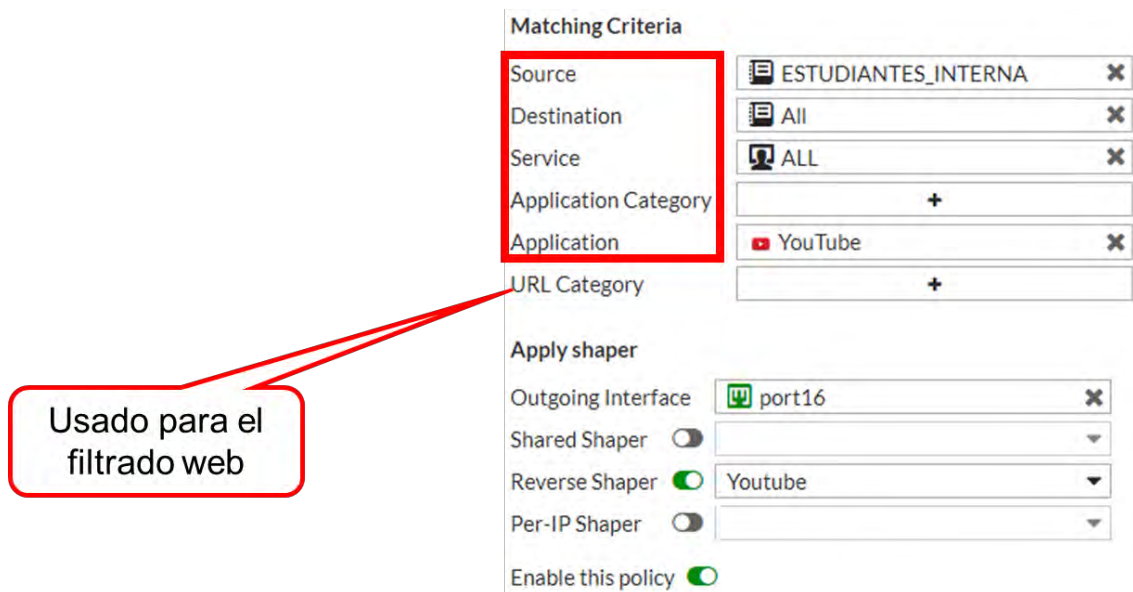 Matching Criteria
Source ESTUDIANTES_INTERNA
Destination All
Service ALL
Application Category +
Application YouTube
URL Category +
Apply shaper
Outgoing Interface port16
Shared Shaper
Reverse Shaper Youtube
Per-IP Shaper
Enable this policy
Usado para el
filtrado web